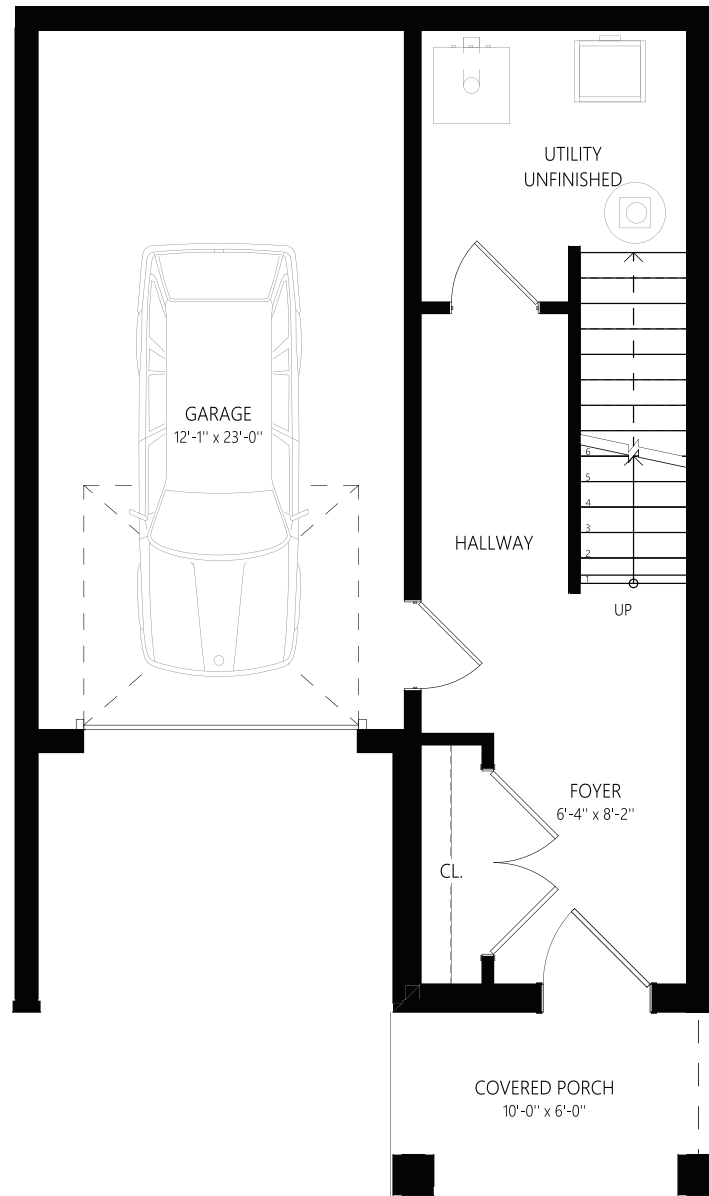 UTILITY
UNFINISHED
GARAGE
12'-1" x 23'-0"
6
5
4
3
2
1
HALLWAY
UP
FOYER
6'-4" x 8'-2"
CL.
COVERED PORCH
10'-0" x 6'-0"